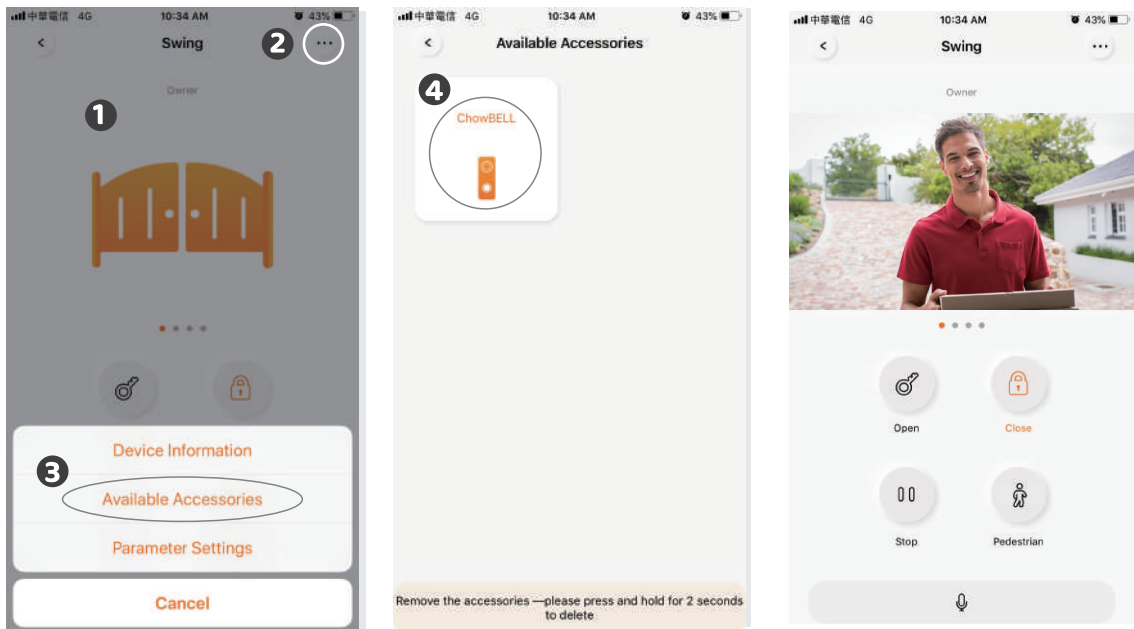 中華電信 4G 10:34 AM 43%
Swing
2
Owner
1
3
Device Information
Available Accessories
Parameter Settings
Cancel
中華電信 4G 10:34 AM 43%
Available Accessories
4
ChowBELL
Remove the accessories —please press and hold for 2 seconds
to delete
中華電信 4G 10:34 AM 43%
Swing
Owner
Open Close
Stop Pedestrian